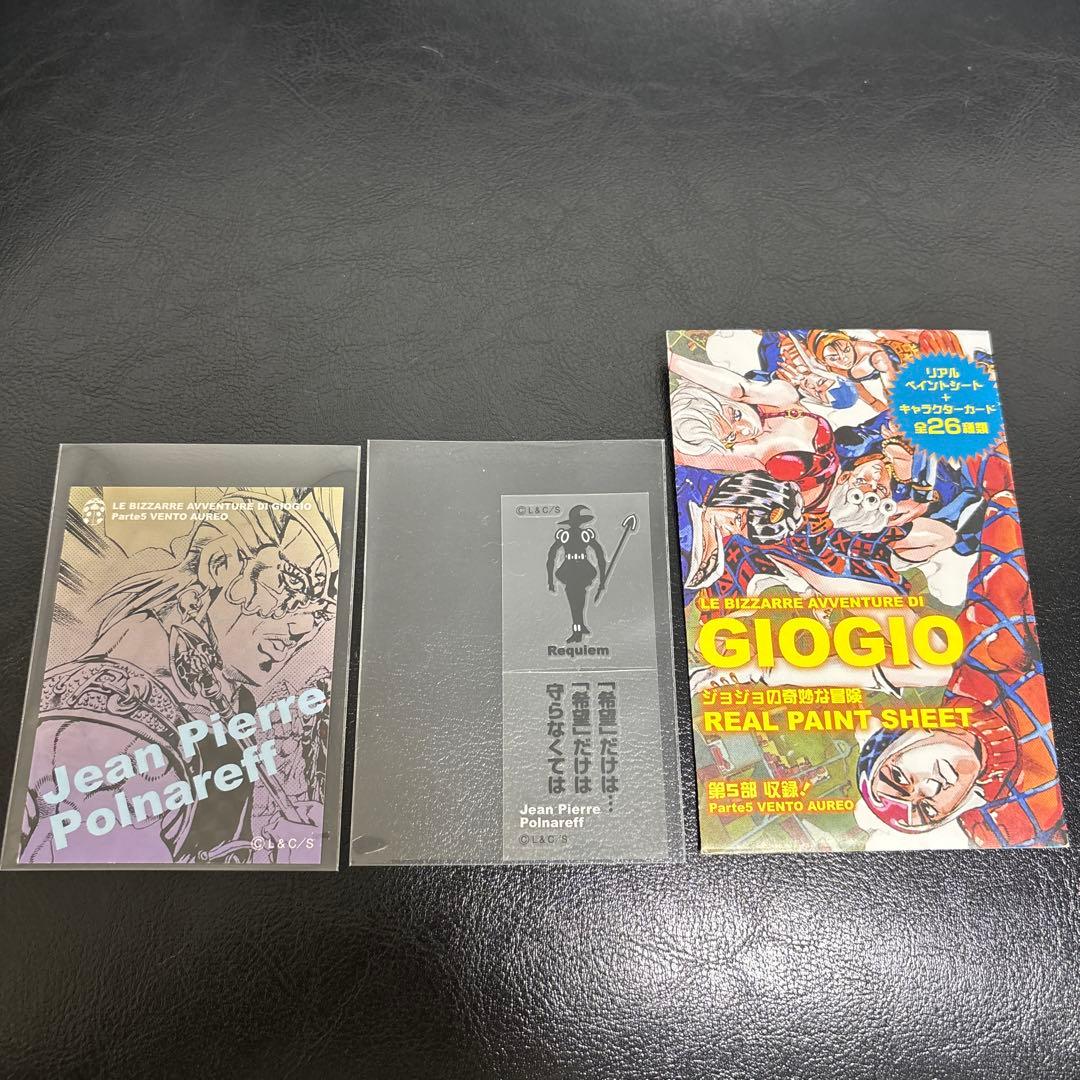 LE BIZZARRE AVVENTURE DI GIOGIO
Parte5 VENTO AUREO
Jean Pierre
Polnareff
©L&C/S
©L&C/S
Requiem
「希望」だけは…
「希望」だけは
守らなくては
Jean Pierre
Polnareff
©L&C/S
リアル
ペイントシート
+
キャラクターカード
全26種類
LE BIZZARRE AVVENTURE DI
GIOGIO
ジョジョの奇妙な冒険
REAL PAINT SHEET
第5部 収録!
Parte5 VENTO AUREO